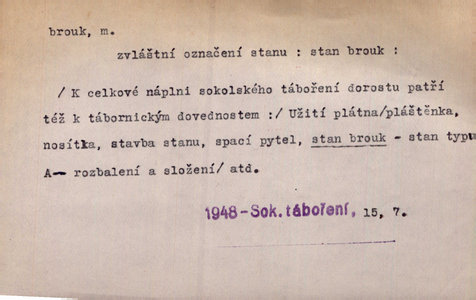 brouk, m.
zvláštní označení stanu : stan brouk :
/ K celkové náplni sokolského táboření dorostu patří
též k tábornickým dovednostem :/ Užití plátna/pláštěnka,
nosítka, stavba stanu, spací pytel, stan brouk - stan typu
A- rozbalení a složení/ atd.
1948-Sok. táboření, 15, 7.